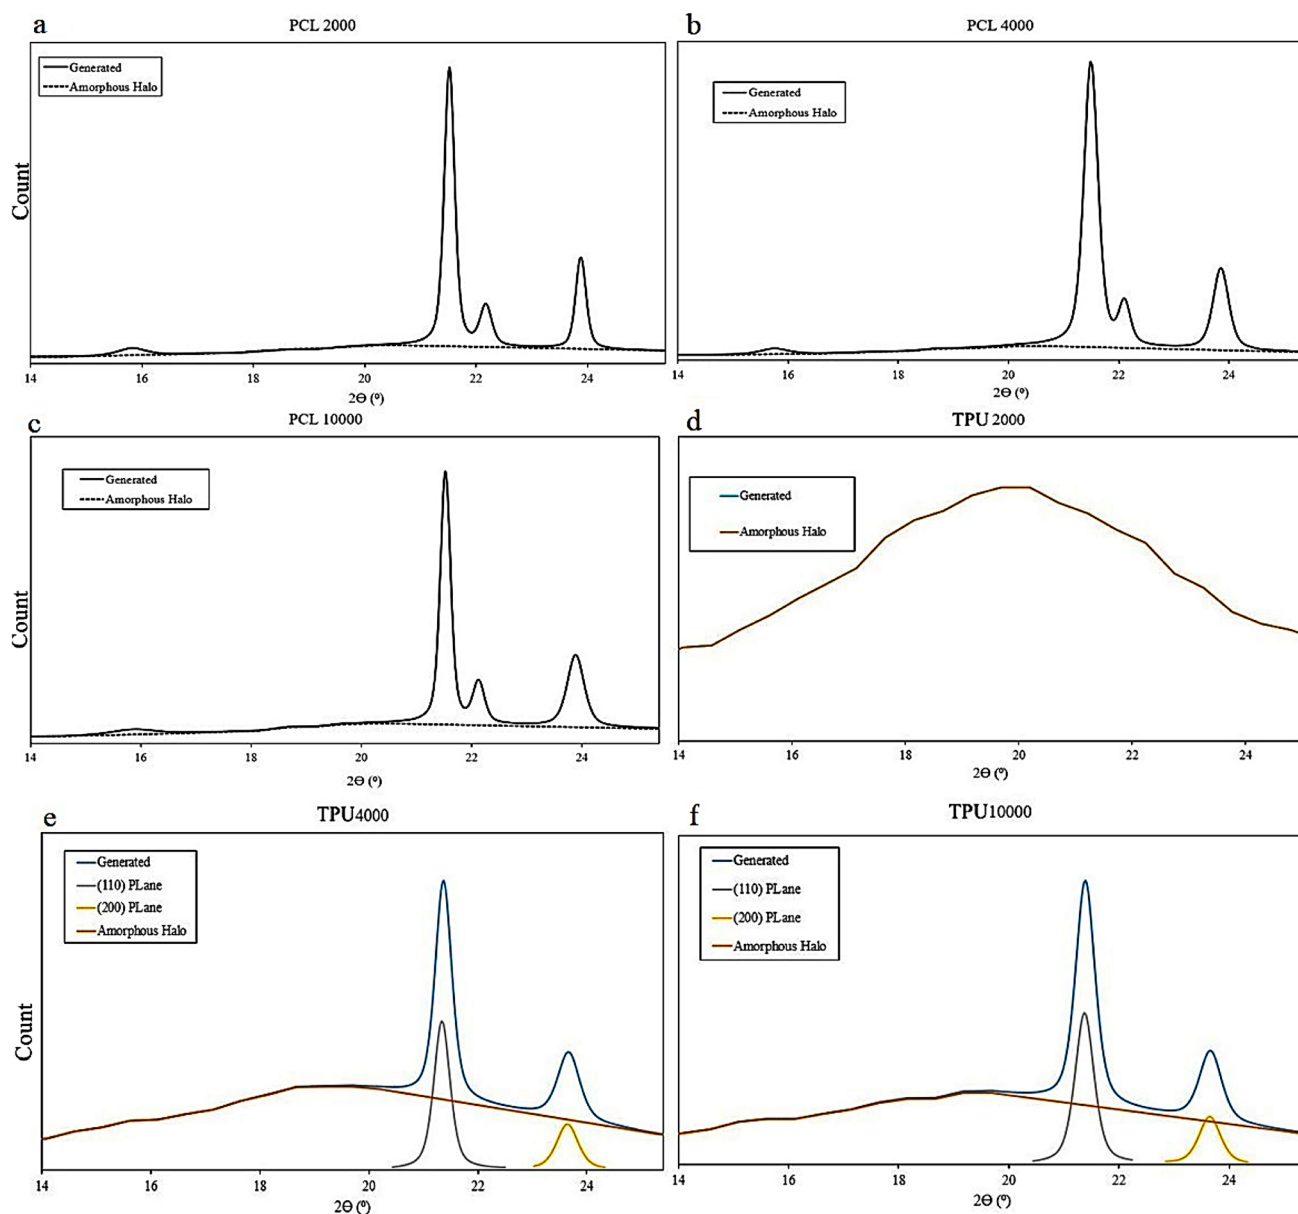 a
PCL 2000
Generated
Amorphous Halo
Count
14 16 18 20 22 24
2Θ (º)
b
PCL 4000
Generated
Amorphous Halo
14 16 18 20 22 24
2Θ (º)
c
PCL 10000
Generated
Amorphous Halo
Count
14 16 18 20 22 24
2Θ (º)
d
TPU 2000
Generated
Amorphous Halo
14 16 18 20 22 24
2Θ (º)
e
TPU4000
Generated
(110) PLane
(200) PLane
Amorphous Halo
Count
14 16 18 20 22 24
2Θ (º)
f
TPU10000
Generated
(110) PLane
(200) PLane
Amorphous Halo
14 16 18 20 22 24
2Θ (º)